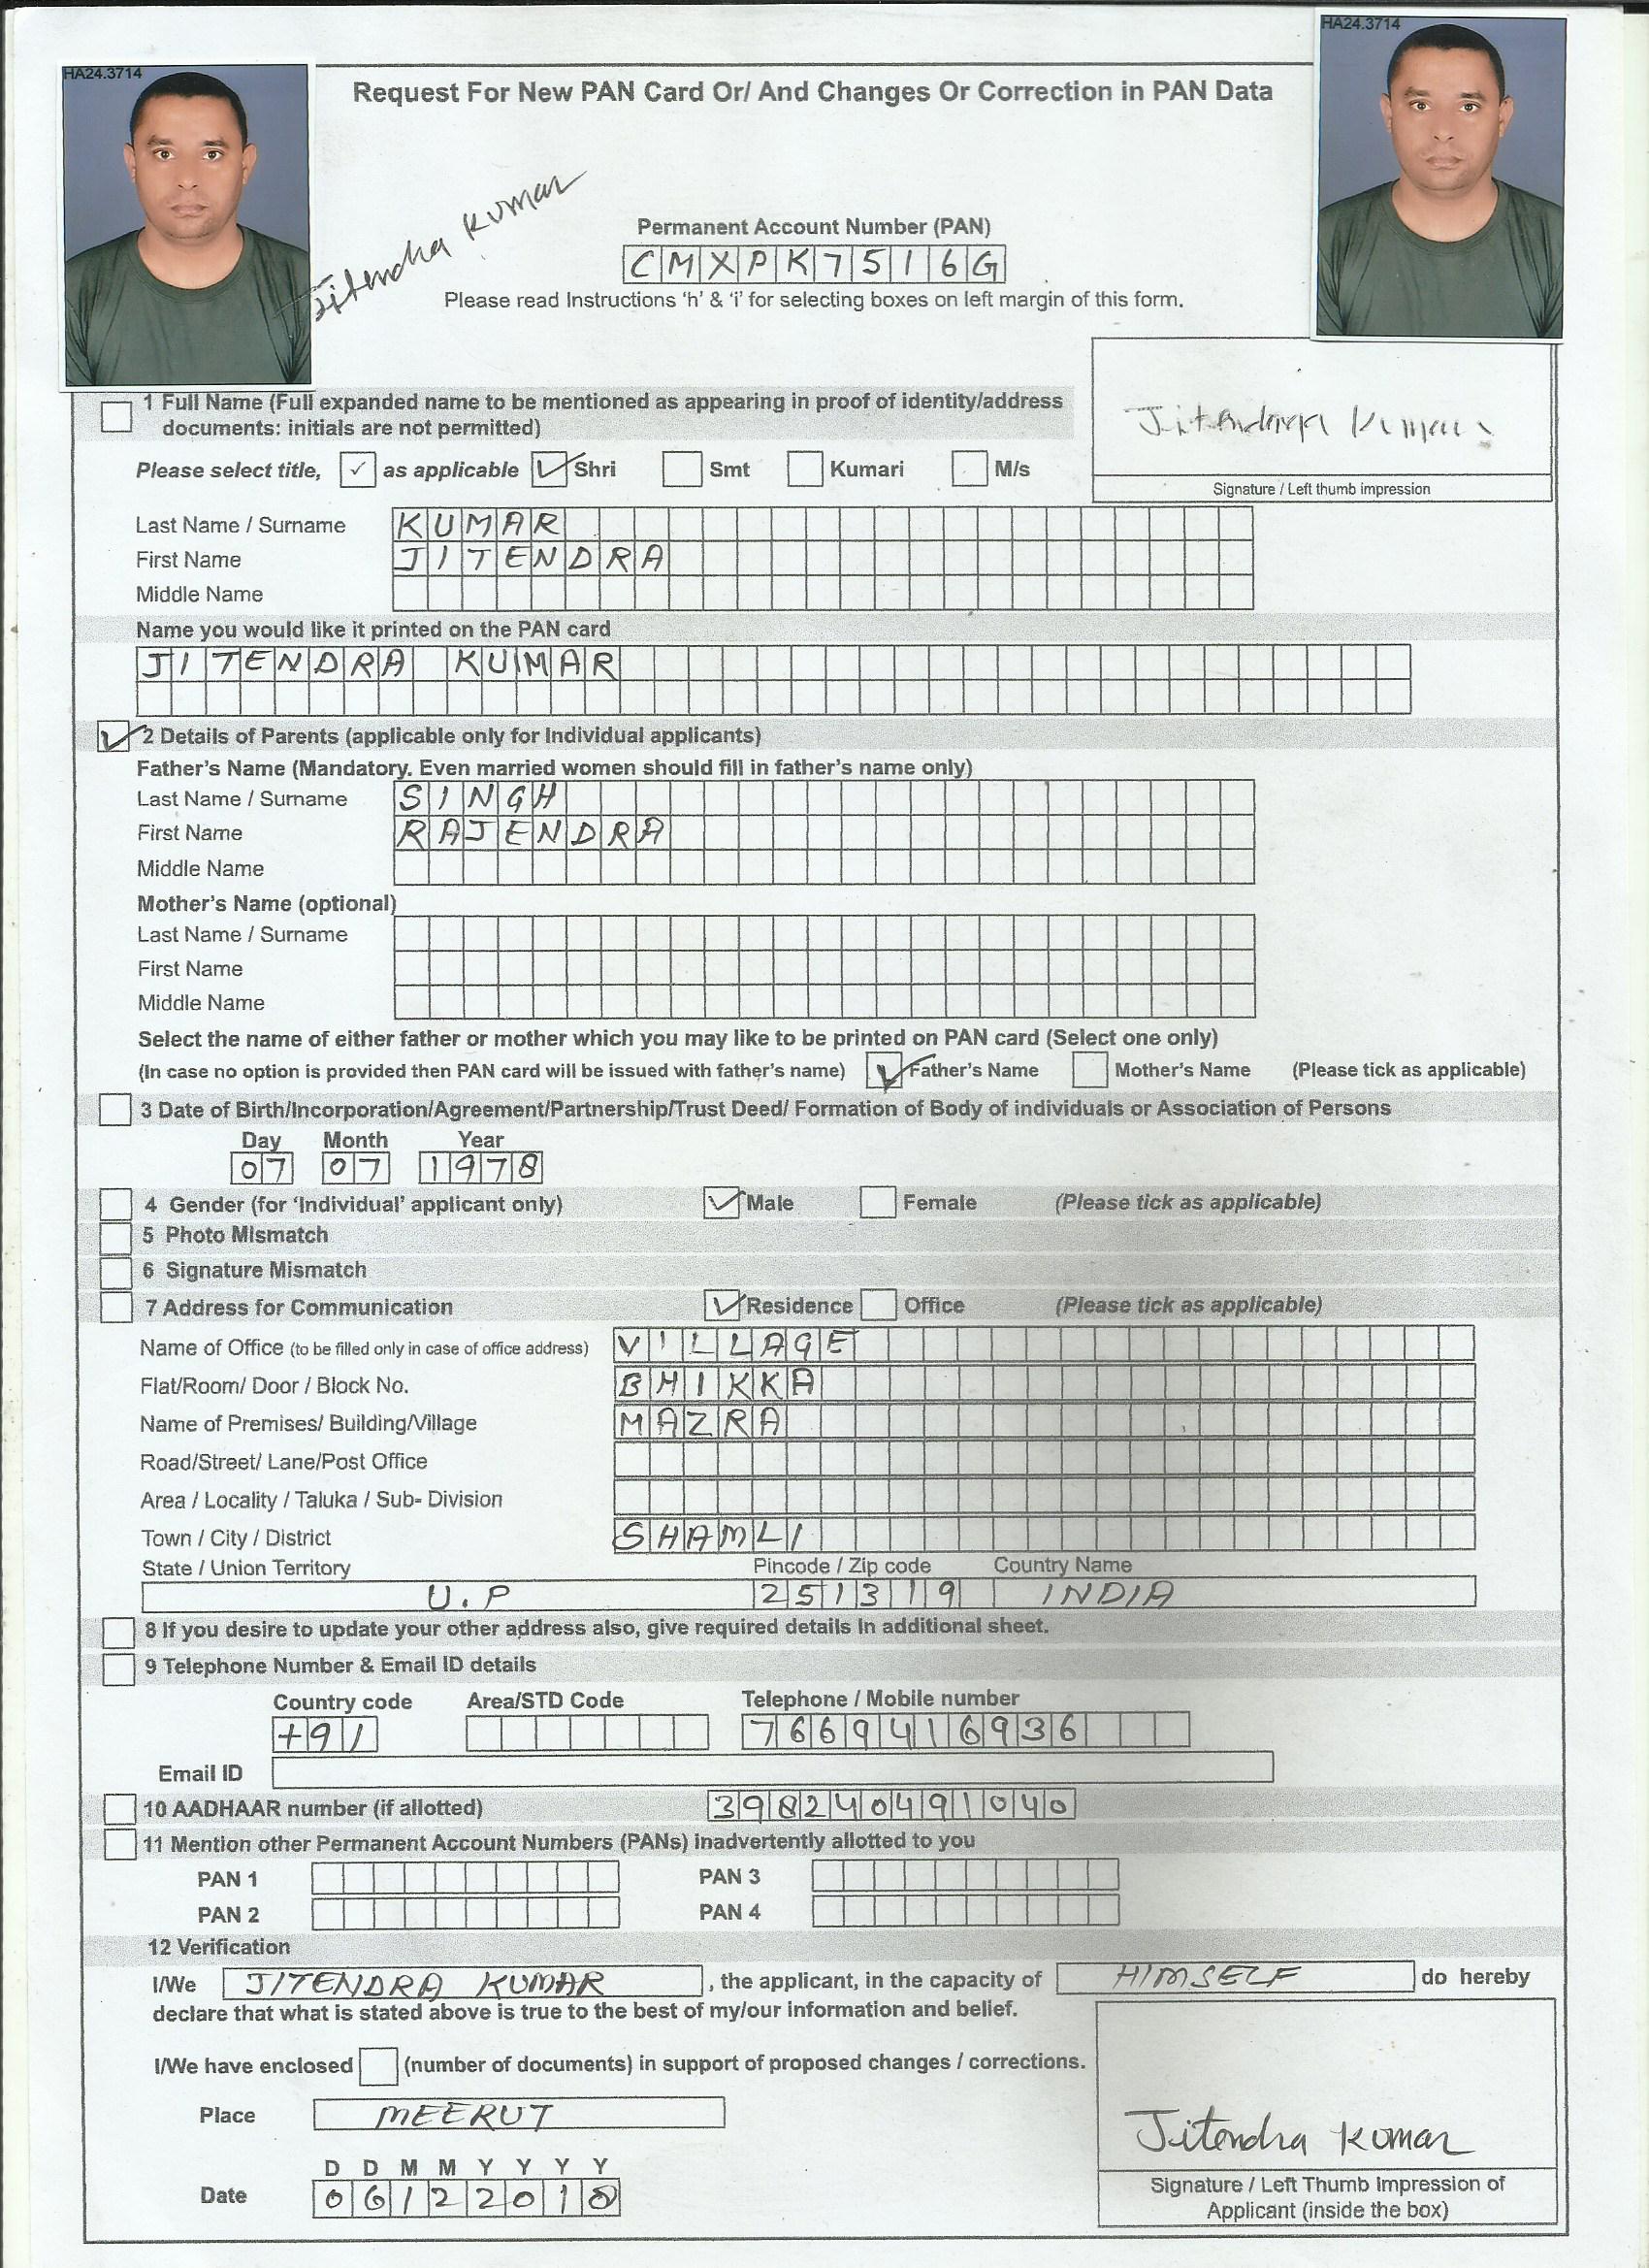 HA24.3714
HA24.3714
Request For New PAN Card Or/ And Changes Or Correction in PAN Data
Jitendra Kumar
Permanent Account Number (PAN)
CMXPK7516G
Please read Instructions 'h' & 'i' for selecting boxes on left margin of this form.
1 Full Name (Full expanded name to be mentioned as appearing in proof of identity/address
documents: initials are not permitted)
Jitendra Kumar
Please select title, ✓ as applicable ✓ Shri Smt Kumari M/s
Signature / Left thumb impression
Last Name / Surname KUMAR
First Name JITENDRA
Middle Name
Name you would like it printed on the PAN card
JITENDRA KUMAR
✓ 2 Details of Parents (applicable only for Individual applicants)
Father's Name (Mandatory. Even married women should fill in father's name only)
Last Name / Surname SINGH
First Name RAJENDRA
Middle Name
Mother's Name (optional)
Last Name / Surname
First Name
Middle Name
Select the name of either father or mother which you may like to be printed on PAN card (Select one only)
(In case no option is provided then PAN card will be issued with father's name) ✓ Father's Name Mother's Name (Please tick as applicable)
3 Date of Birth/Incorporation/Agreement/Partnership/Trust Deed/ Formation of Body of individuals or Association of Persons
Day Month Year
07 07 1978
4 Gender (for 'Individual' applicant only) ✓ Male Female (Please tick as applicable)
5 Photo Mismatch
6 Signature Mismatch
7 Address for Communication ✓ Residence Office (Please tick as applicable)
Name of Office (to be filled only in case of office address) VILLAGE
Flat/Room/ Door / Block No. BHIKKA
Name of Premises/ Building/Village MAZRA
Road/Street/ Lane/Post Office
Area / Locality / Taluka / Sub- Division
Town / City / District SHAMLI
State / Union Territory Pincode / Zip code Country Name
U.P 251319 INDIA
8 If you desire to update your other address also, give required details in additional sheet.
9 Telephone Number & Email ID details
Country code Area/STD Code Telephone / Mobile number
+91 7669416936
Email ID
10 AADHAAR number (if allotted) 398240491040
11 Mention other Permanent Account Numbers (PANs) inadvertently allotted to you
PAN 1 PAN 3
PAN 2 PAN 4
12 Verification
I/We JITENDRA KUMAR , the applicant, in the capacity of HIMSELF do hereby
declare that what is stated above is true to the best of my/our information and belief.
I/We have enclosed (number of documents) in support of proposed changes / corrections.
Place MEERUT
Jitendra Kumar
D D M M Y Y Y Y
Date 06122018
Signature / Left Thumb Impression of
Applicant (inside the box)